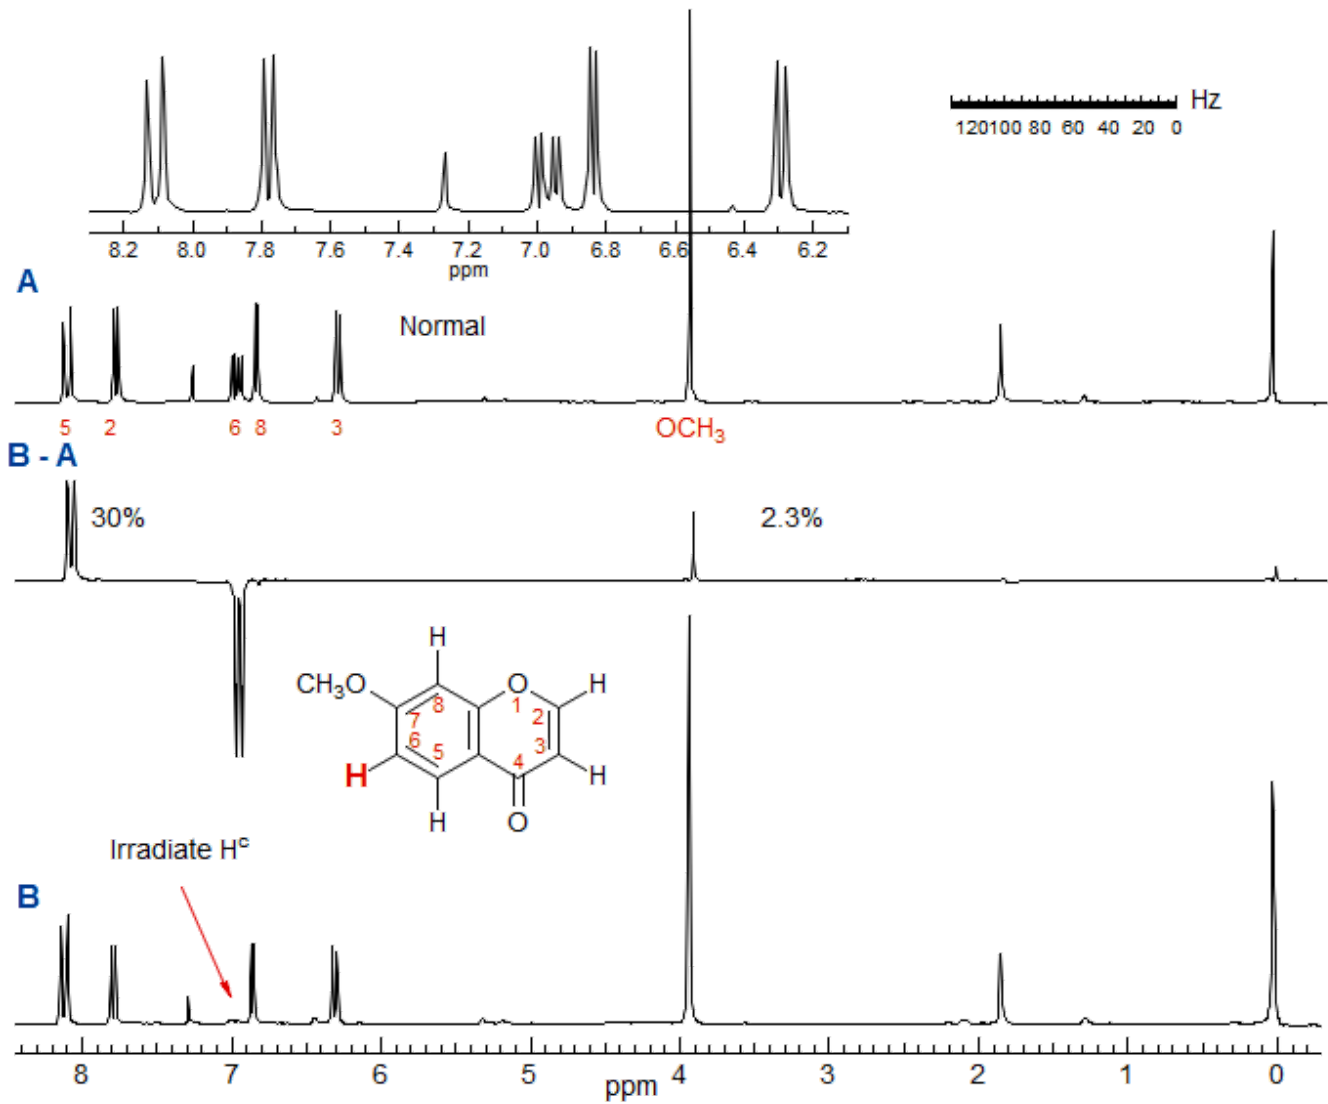 Hz
120100 80 60 40 20 0
8.2 8.0 7.8 7.6 7.4 7.2 7.0 6.8 6.6 6.4 6.2
ppm
A
Normal
5 2 6 8 3 OCH₃
B - A
30% 2.3%
H
CH₃O O H
8 1 2
7
6 5 4 3
H H
H O
Irradiate Hᶜ
B
8 7 6 5 4 3 2 1 0
ppm